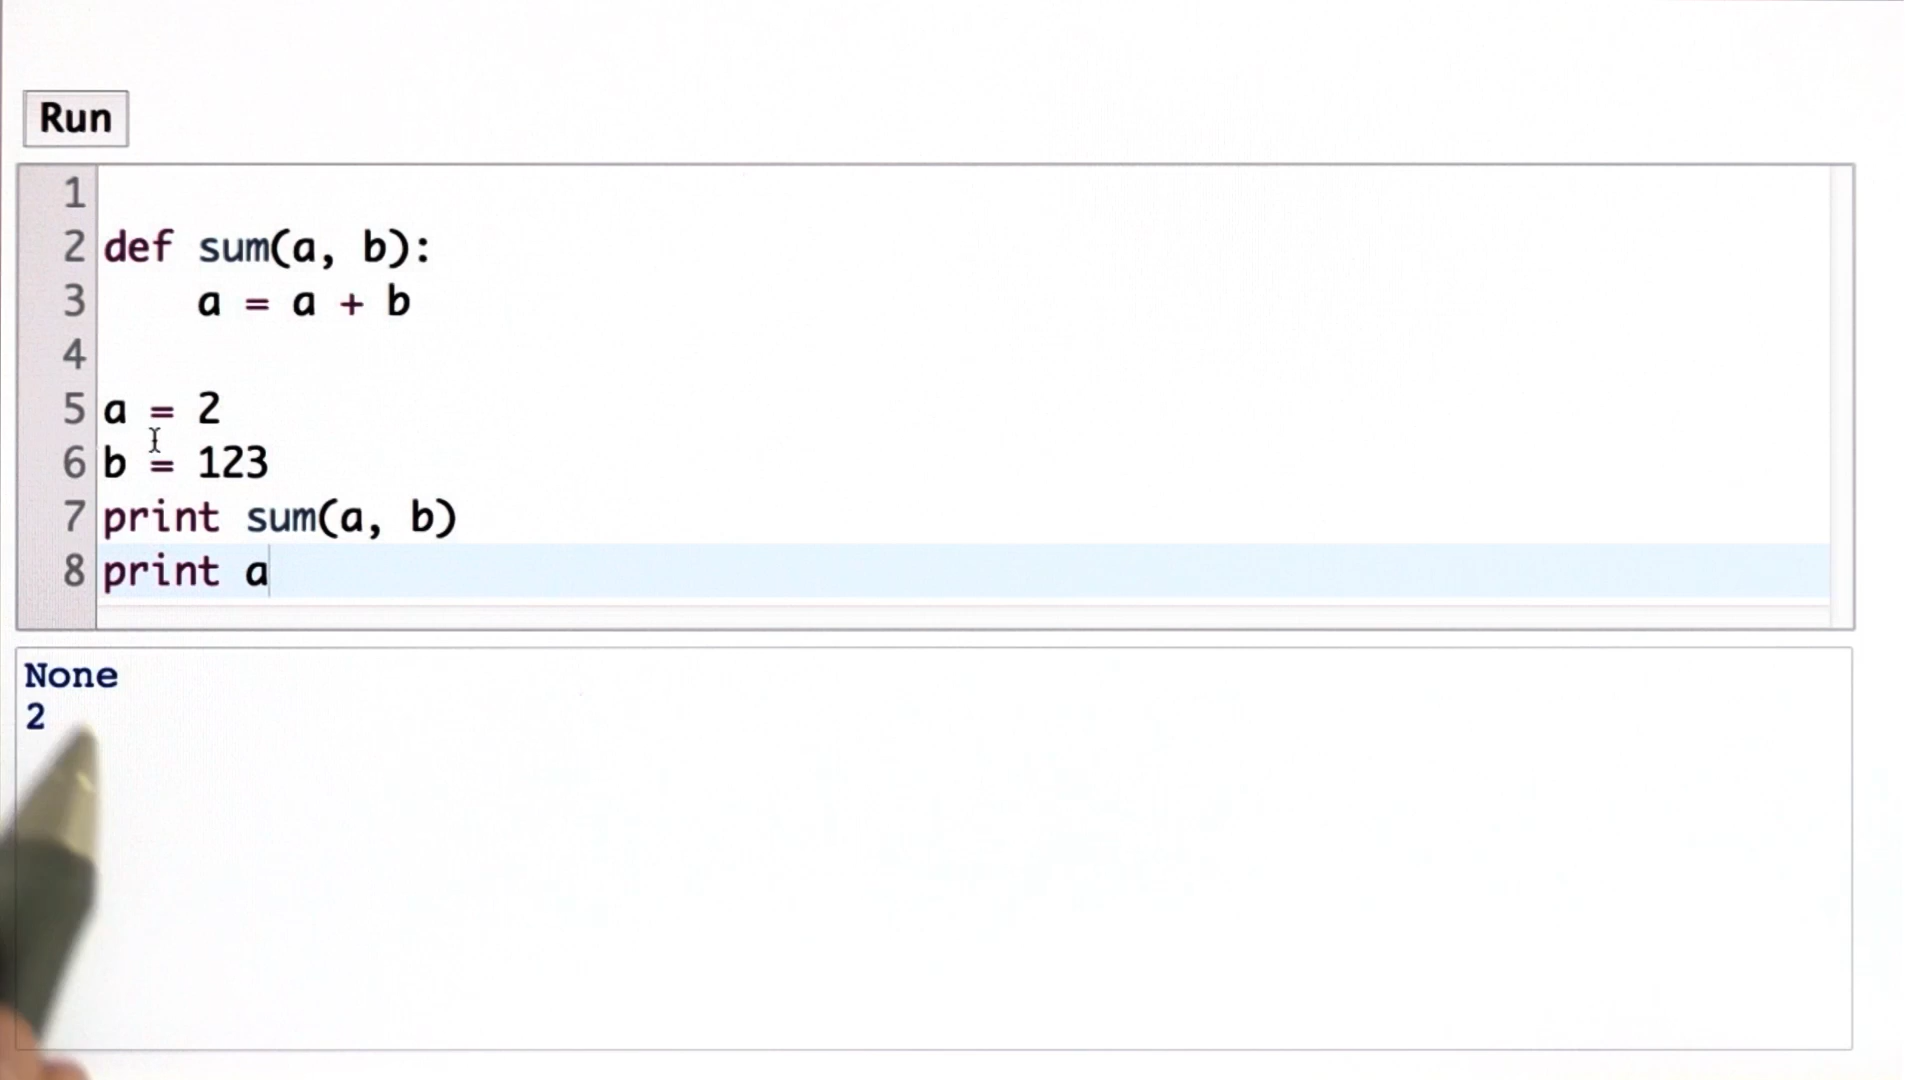 Run
1
2 def sum(a, b):
3     a = a + b
4
5 a = 2
6 b = 123
7 print sum(a, b)
8 print a
None
2